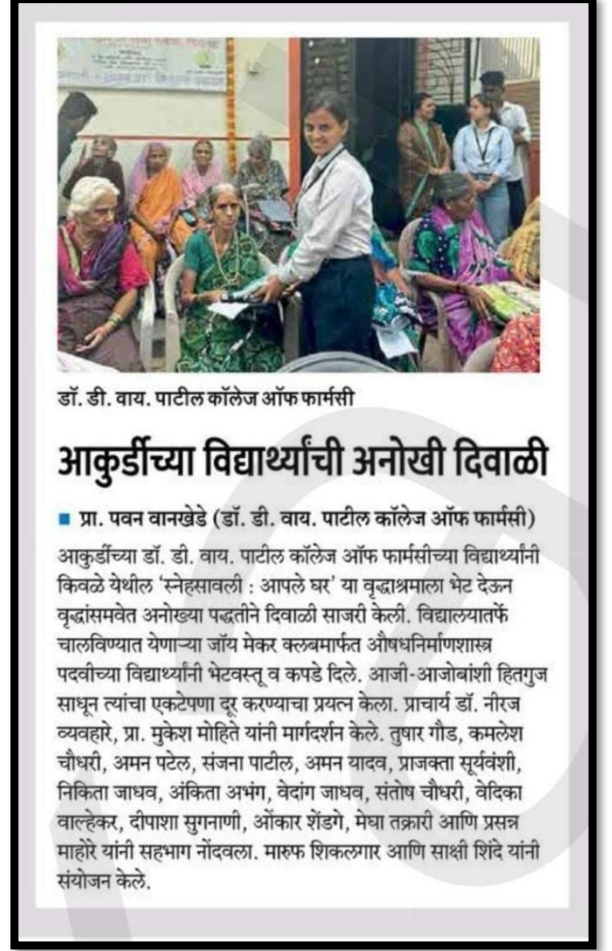 डॉ. डी. वाय. पाटील कॉलेज ऑफ फार्मसी
आकुर्डीच्या विद्यार्थ्यांची अनोखी दिवाळी
■ प्रा. पवन वानखेडे (डॉ. डी. वाय. पाटील कॉलेज ऑफ फार्मसी)
आकुर्डीच्या डॉ. डी. वाय. पाटील कॉलेज ऑफ फार्मसीच्या विद्यार्थ्यांनी
किवळे येथील ‘स्नेहसावली : आपले घर’ या वृद्धाश्रमाला भेट देऊन
वृद्धांसमवेत अनोख्या पद्धतीने दिवाळी साजरी केली. विद्यालयातर्फे
चालविण्यात येणाऱ्या जॉय मेकर क्लबमार्फत औषधनिर्माणशास्त्र
पदवीच्या विद्यार्थ्यांनी भेटवस्तू व कपडे दिले. आजी-आजोबांशी हितगुज
साधून त्यांचा एकटेपणा दूर करण्याचा प्रयत्न केला. प्राचार्य डॉ. नीरज
व्यवहारे, प्रा. मुकेश मोहिते यांनी मार्गदर्शन केले. तुषार गौड, कमलेश
चौधरी, अमन पटेल, संजना पाटील, अमन यादव, प्राजक्ता सूर्यवंशी,
निकिता जाधव, अंकिता अभंग, वेदांग जाधव, संतोष चौधरी, वेदिका
वाल्हेकर, दीपाशा सुगनाणी, ओंकार शेंडगे, मेघा तक्रारी आणि प्रसन्न
माहोरे यांनी सहभाग नोंदवला. मारुफ शिकलगार आणि साक्षी शिंदे यांनी
संयोजन केले.